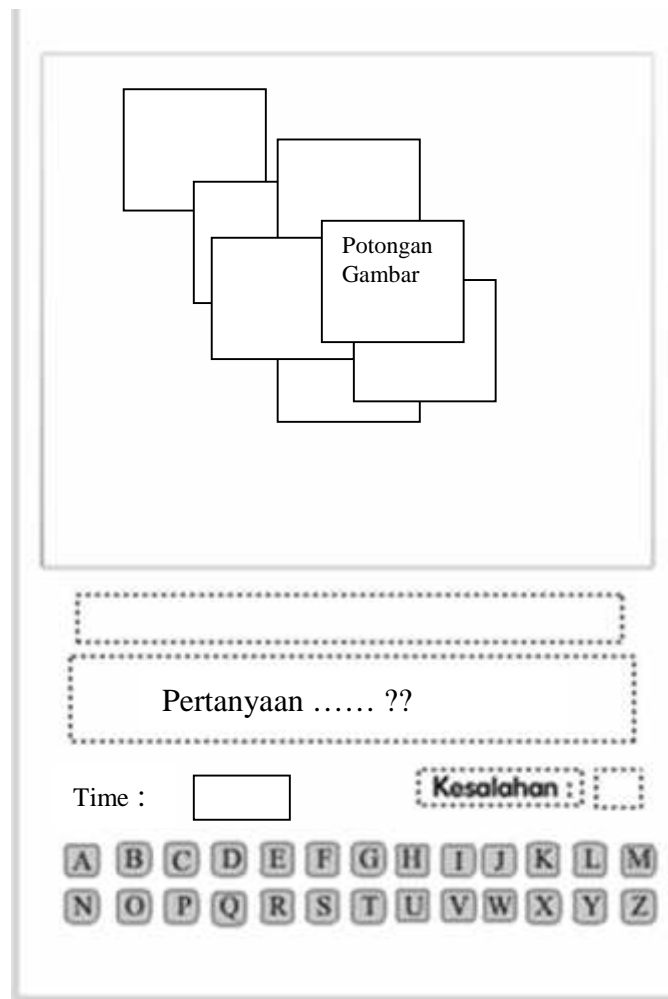 Potongan
Gambar
Pertanyaan …… ??
Time :
Kesalahan :
A B C D E F G H I J K L M
N O P Q R S T U V W X Y Z